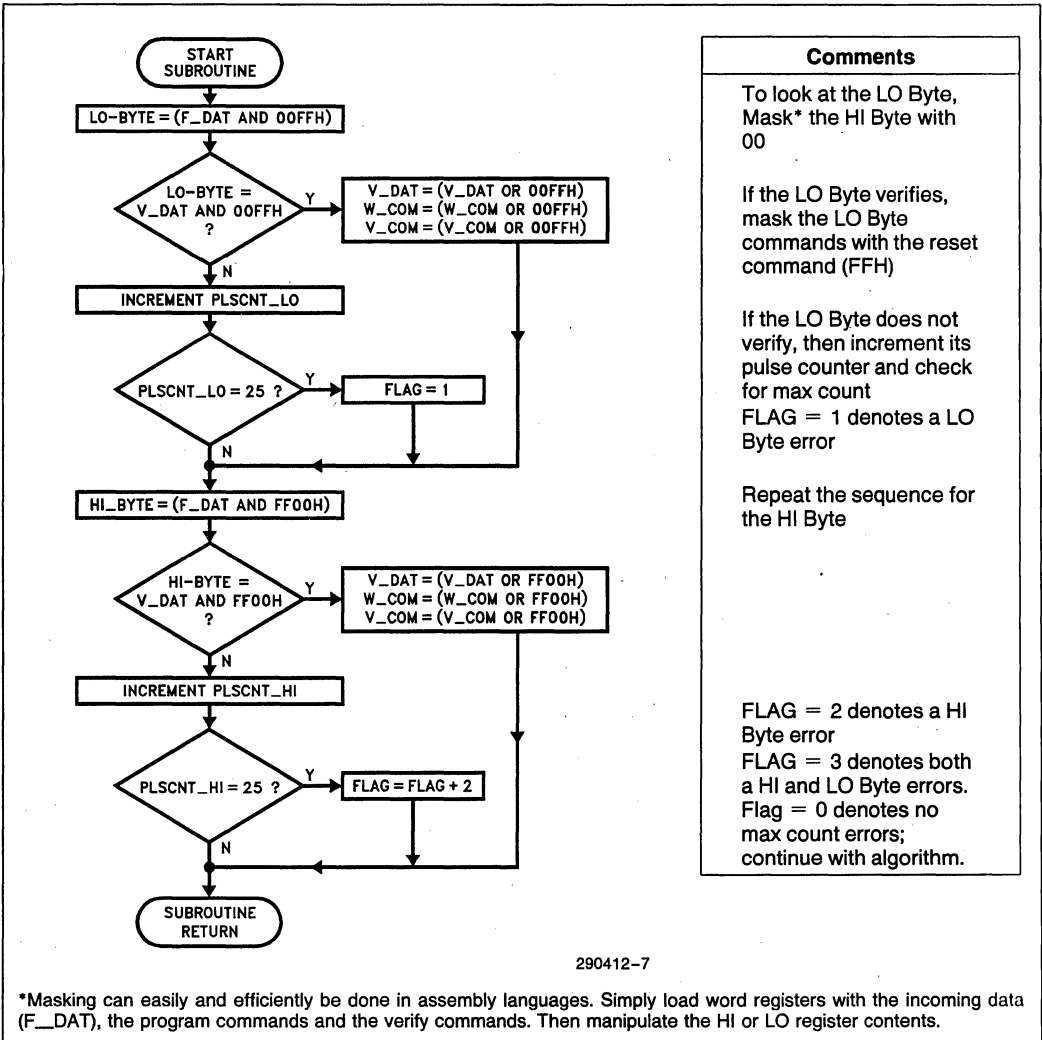 START
SUBROUTINE
LO-BYTE = (F_DAT AND 00FFH)
LO-BYTE =
V_DAT AND 00FFH
?
Y
V_DAT = (V_DAT OR 00FFH)
W_COM = (W_COM OR 00FFH)
V_COM = (V_COM OR 00FFH)
N
INCREMENT PLSCNT_LO
PLSCNT_LO = 25 ?
Y
FLAG = 1
N
HI_BYTE = (F_DAT AND FF00H)
HI-BYTE =
V_DAT AND FF00H
?
Y
V_DAT = (V_DAT OR FF00H)
W_COM = (W_COM OR FF00H)
V_COM = (V_COM OR FF00H)
N
INCREMENT PLSCNT_HI
PLSCNT_HI = 25 ?
Y
FLAG = FLAG + 2
N
SUBROUTINE
RETURN
Comments
To look at the LO Byte,
Mask* the HI Byte with
00
If the LO Byte verifies,
mask the LO Byte
commands with the reset
command (FFH)
If the LO Byte does not
verify, then increment its
pulse counter and check
for max count
FLAG = 1 denotes a LO
Byte error
Repeat the sequence for
the HI Byte
FLAG = 2 denotes a HI
Byte error
FLAG = 3 denotes both
a HI and LO Byte errors.
Flag = 0 denotes no
max count errors;
continue with algorithm.
290412-7
*Masking can easily and efficiently be done in assembly languages. Simply load word registers with the incoming data
(F__DAT), the program commands and the verify commands. Then manipulate the HI or LO register contents.